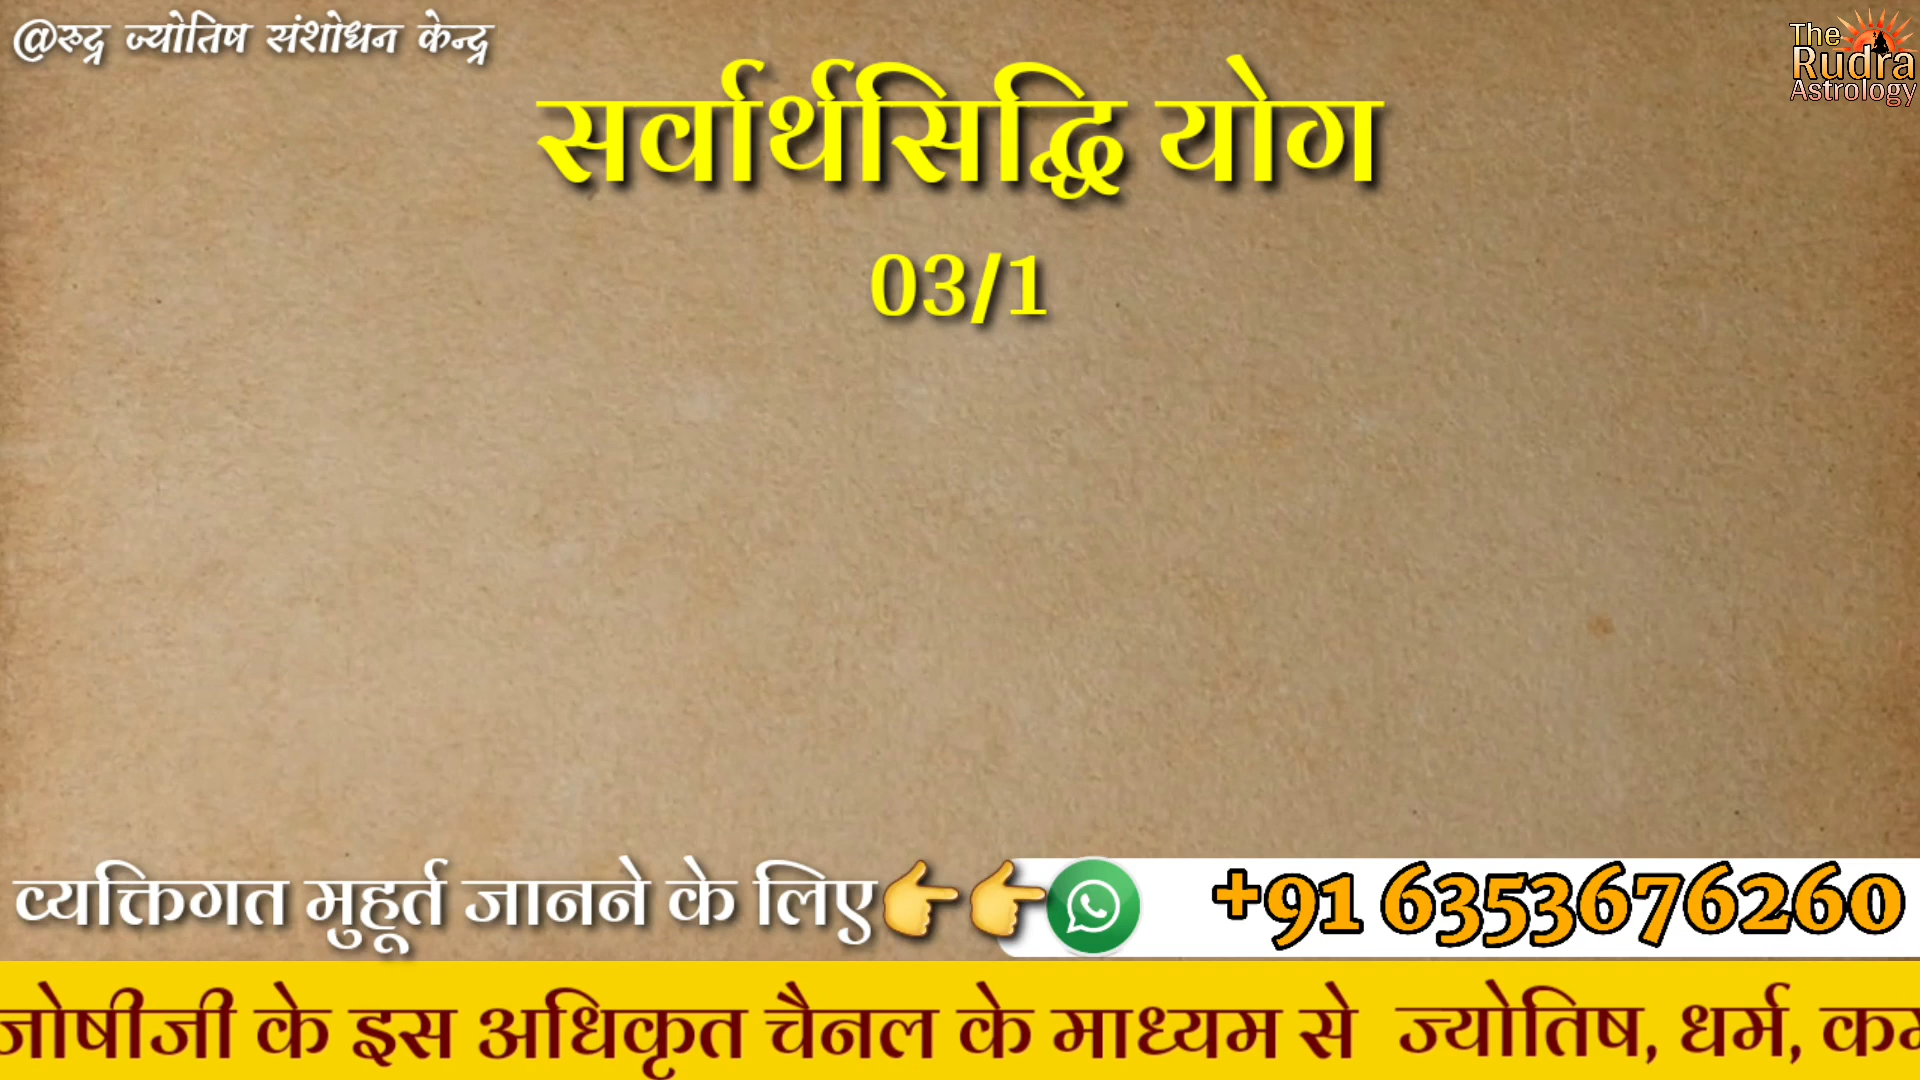 @रुद्र ज्योतिष संशोधन केन्द्र
The
Rudra
Astrology
सर्वार्थसिद्धि योग
03/1
व्यक्तिगत मुहूर्त जानने के लिए👉👉 +91 6353676260
जोषीजी के इस अधिकृत चैनल के माध्यम से ज्योतिष, धर्म,